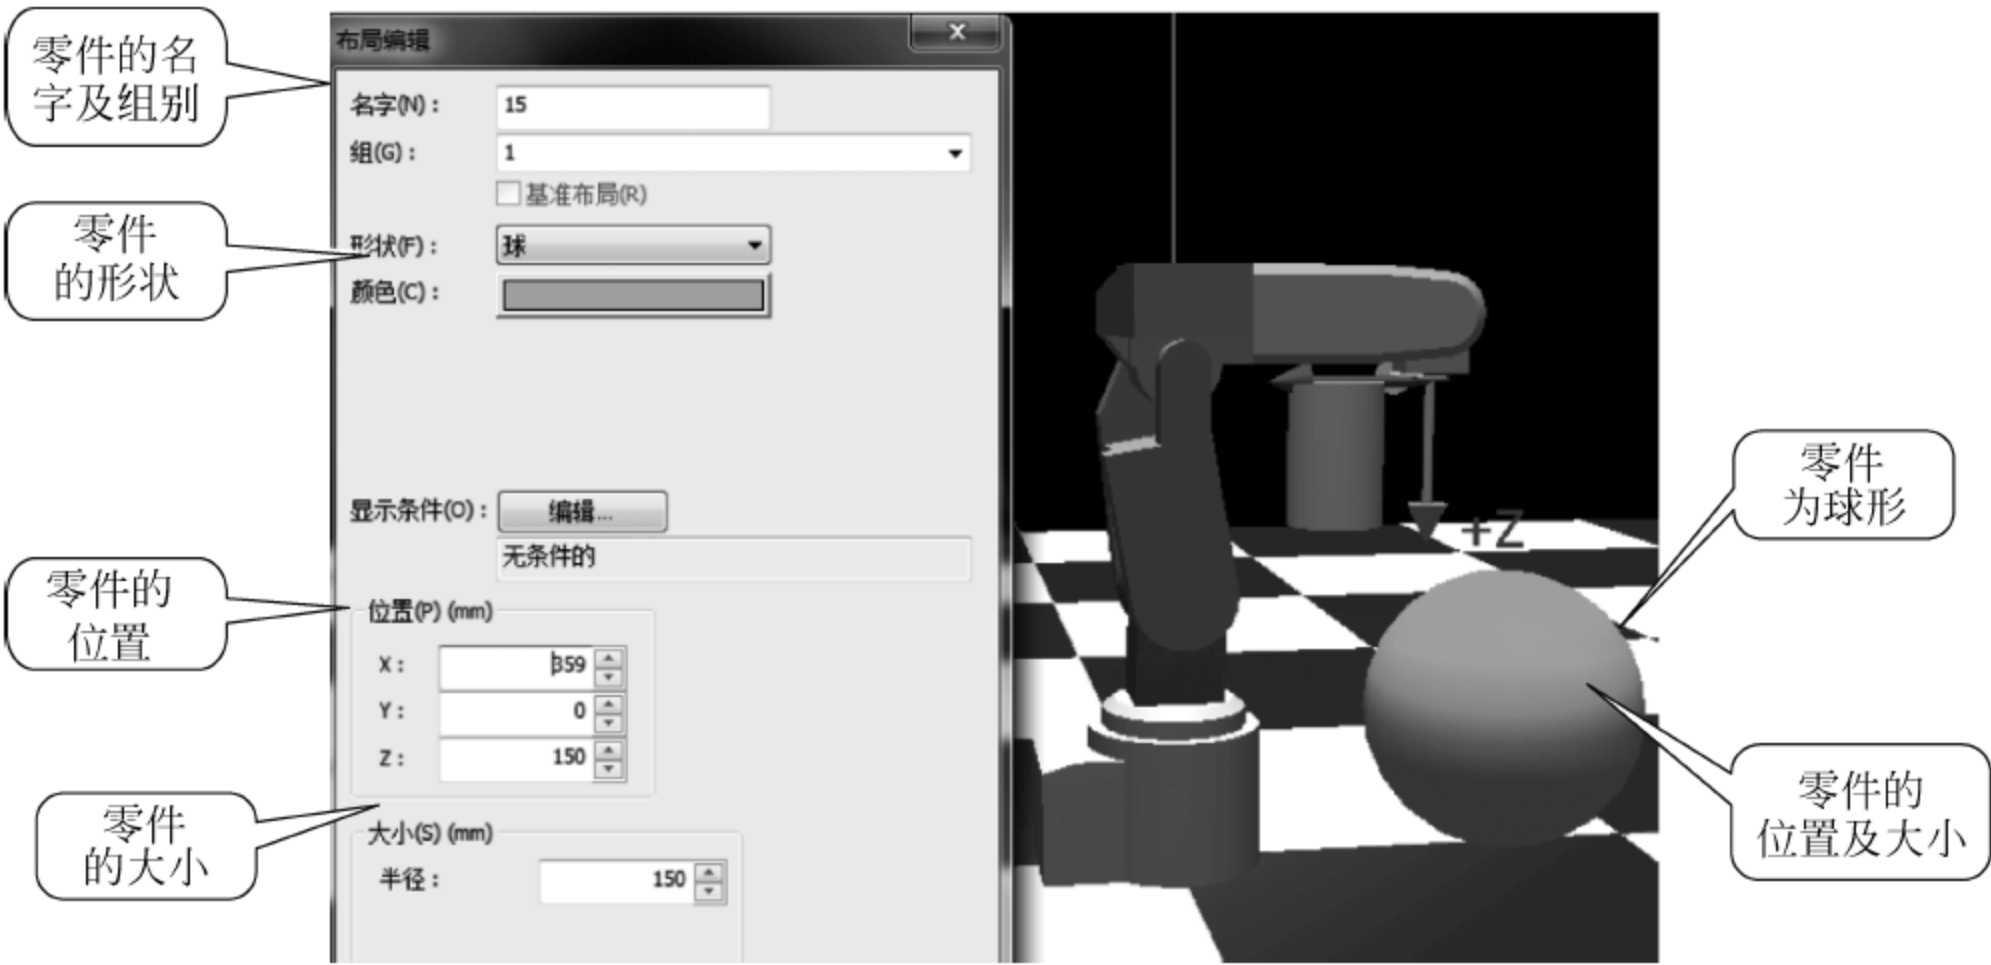 零件的名
字及组别
布局编辑
名字(N)：
15
组(G)：
1
基准布局(R)
零件
的形状
形状(F)：
球
颜色(C)：
显示条件(O)：
编辑...
无条件的
零件的
位置
位置(P) (mm)
X：
359
Y：
0
Z：
150
零件
的大小
大小(S) (mm)
半径：
150
+Z
零件
为球形
零件的
位置及大小